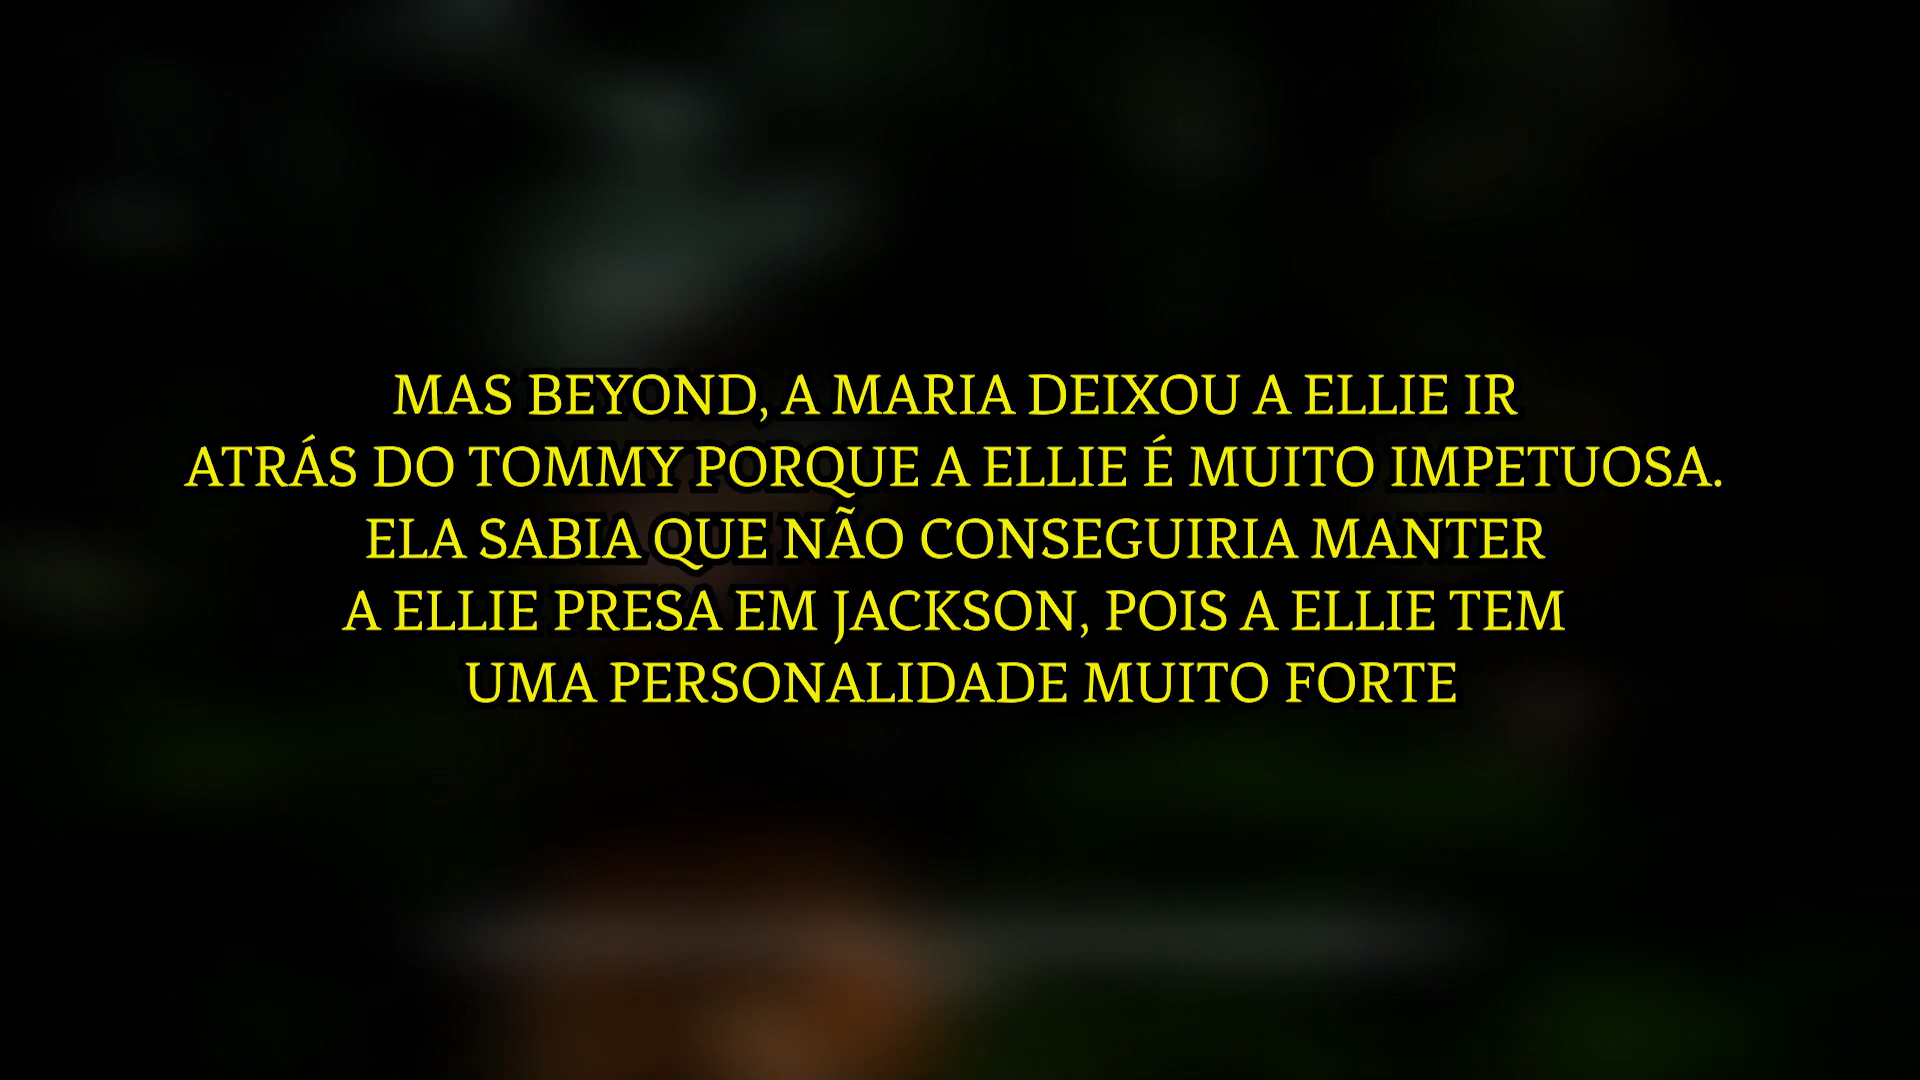 MAS BEYOND, A MARIA DEIXOU A ELLIE IR
ATRÁS DO TOMMY PORQUE A ELLIE É MUITO IMPETUOSA.
ELA SABIA QUE NÃO CONSEGUIRIA MANTER
A ELLIE PRESA EM JACKSON, POIS A ELLIE TEM
UMA PERSONALIDADE MUITO FORTE